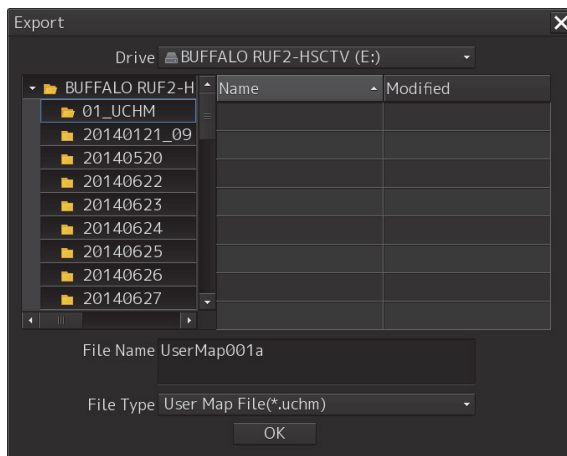 Export
Drive BUFFALO RUF2-HSCTV (E:)
BUFFALO RUF2-H
Name
Modified
01_UCHM
20140121_09
20140520
20140622
20140623
20140624
20140625
20140626
20140627
File Name UserMap001a
File Type User Map File(*.uchm)
OK